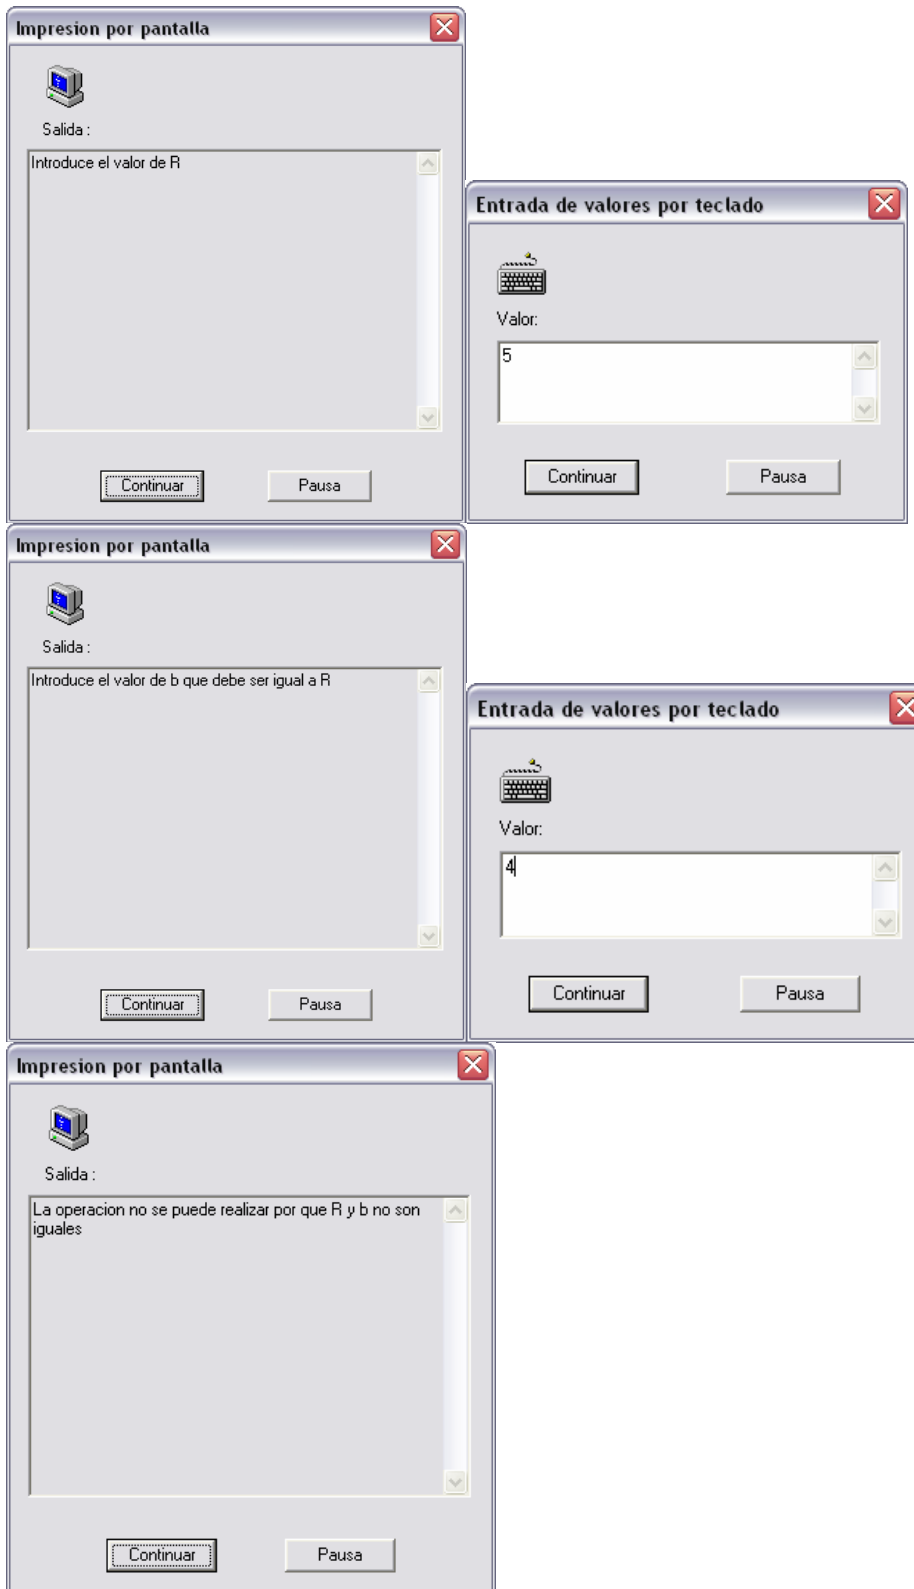 Impresion por pantalla
Salida :
Introduce el valor de R
Continuar
Pausa
Entrada de valores por teclado
Valor:
5
Continuar
Pausa
Impresion por pantalla
Salida :
Introduce el valor de b que debe ser igual a R
Continuar
Pausa
Entrada de valores por teclado
Valor:
4
Continuar
Pausa
Impresion por pantalla
Salida :
La operacion no se puede realizar por que R y b no son
iguales
Continuar
Pausa